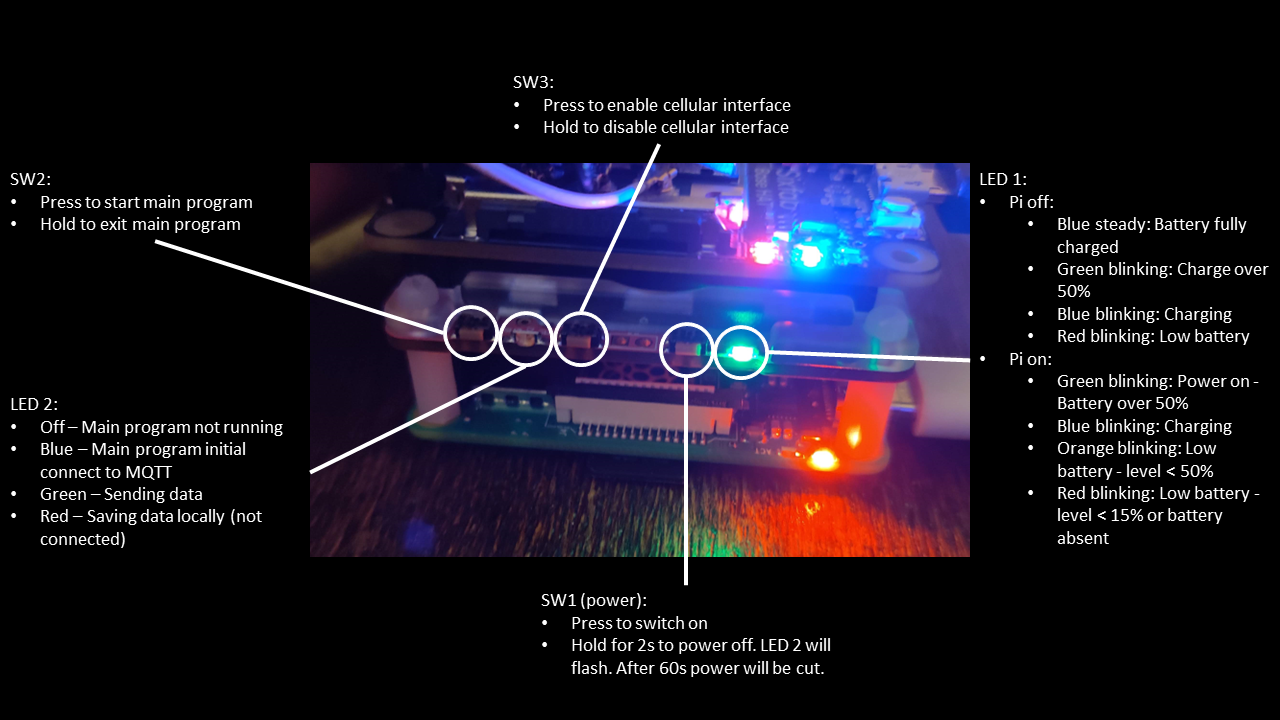 SW3:
• Press to enable cellular interface
• Hold to disable cellular interface
SW2:
• Press to start main program
• Hold to exit main program
LED 2:
• Off – Main program not running
• Blue – Main program initial
connect to MQTT
• Green – Sending data
• Red – Saving data locally (not
connected)
LED 1:
• Pi off:
• Blue steady: Battery fully
charged
• Green blinking: Charge over
50%
• Blue blinking: Charging
• Red blinking: Low battery
• Pi on:
• Green blinking: Power on -
Battery over 50%
• Blue blinking: Charging
• Orange blinking: Low
battery - level < 50%
• Red blinking: Low battery -
level < 15% or battery
absent
SW1 (power):
• Press to switch on
• Hold for 2s to power off. LED 2 will
flash. After 60s power will be cut.